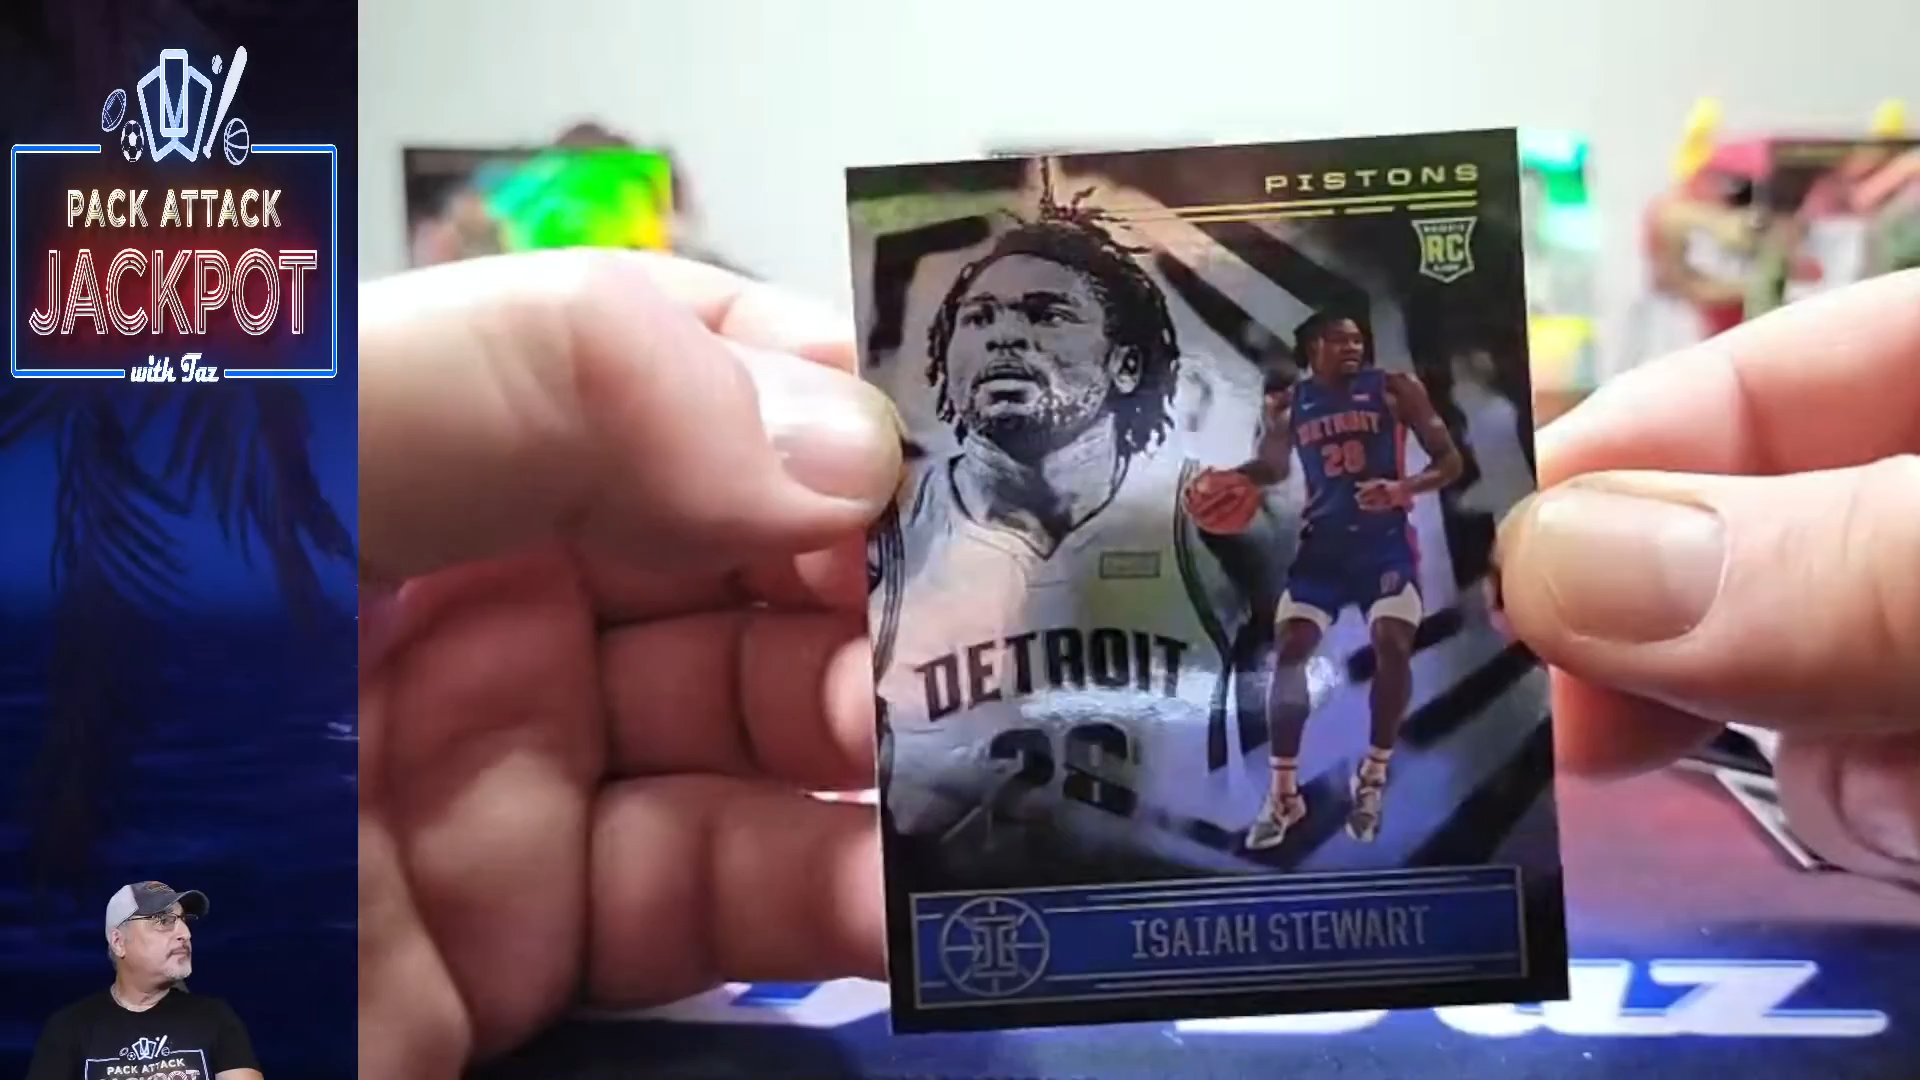 PACK ATTACK
JACKPOT
with Taz
PISTONS
RC
DETROIT
28
DETROIT
28
ISAIAH STEWART
PACK ATTACK